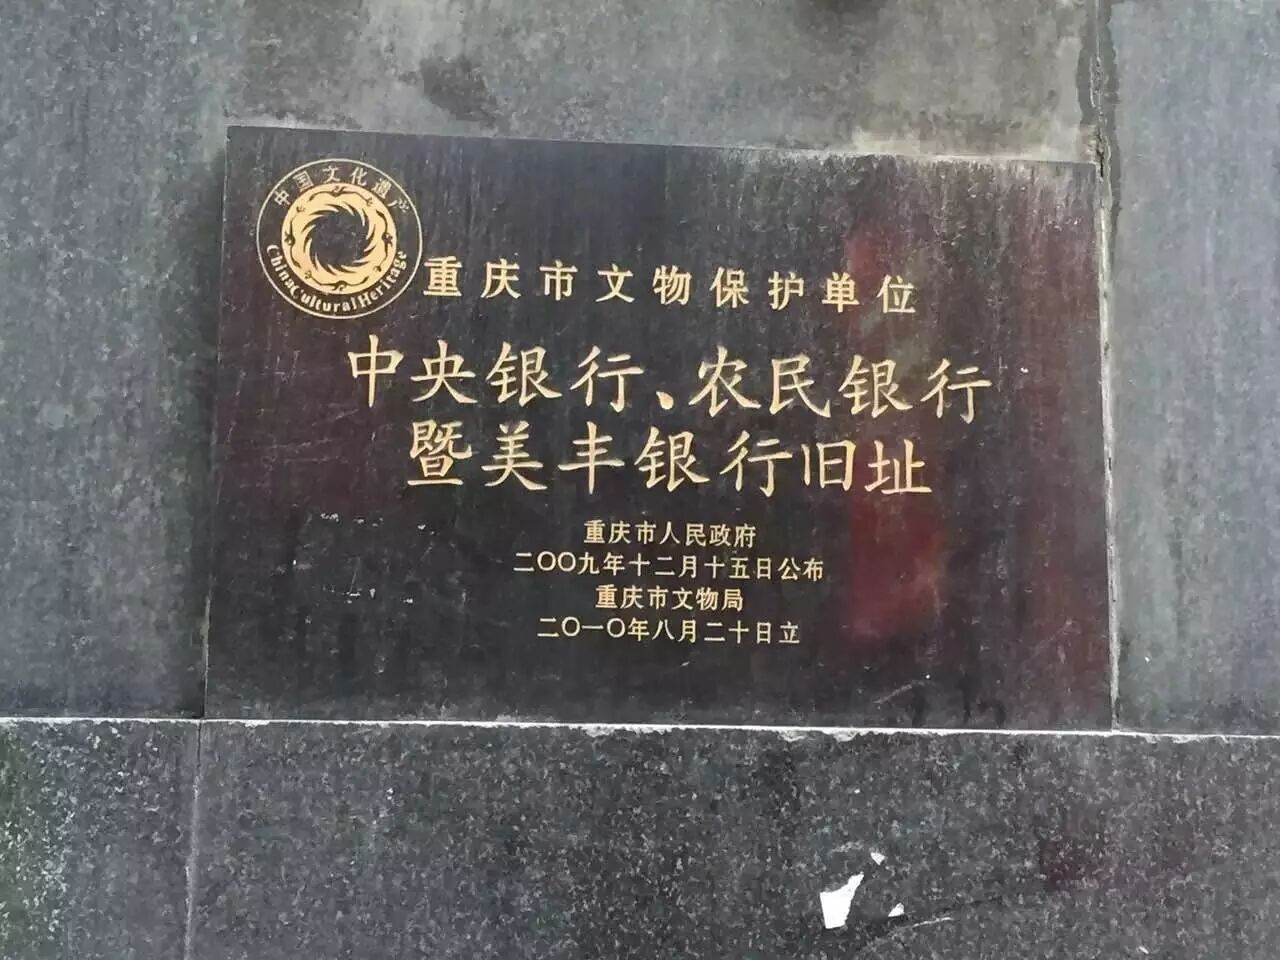 中国文化遗产
ChinaCulturalHeritage
重庆市文物保护单位
中央银行、农民银行
暨美丰银行旧址
重庆市人民政府
二〇〇九年十二月十五日公布
重庆市文物局
二〇一〇年八月二十日立